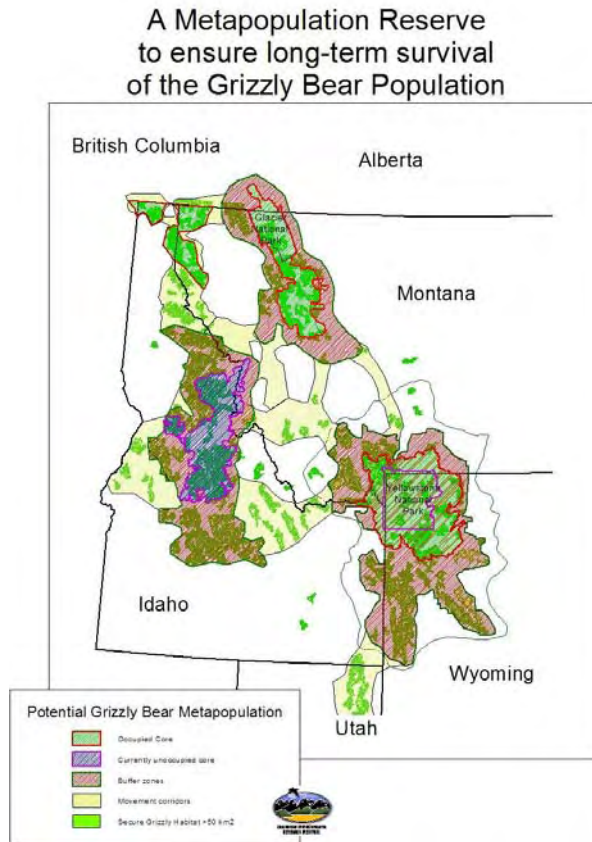 A Metapopulation Reserve
to ensure long-term survival
of the Grizzly Bear Population
British Columbia
Alberta
Glacier
National
Park
Montana
Yellowstone
National
Park
Idaho
Wyoming
Utah
Potential Grizzly Bear Metapopulation
Occupied Core
Currently unoccupied core
Buffer zones
Movement corridors
Secure Grizzly Habitat >50 km2